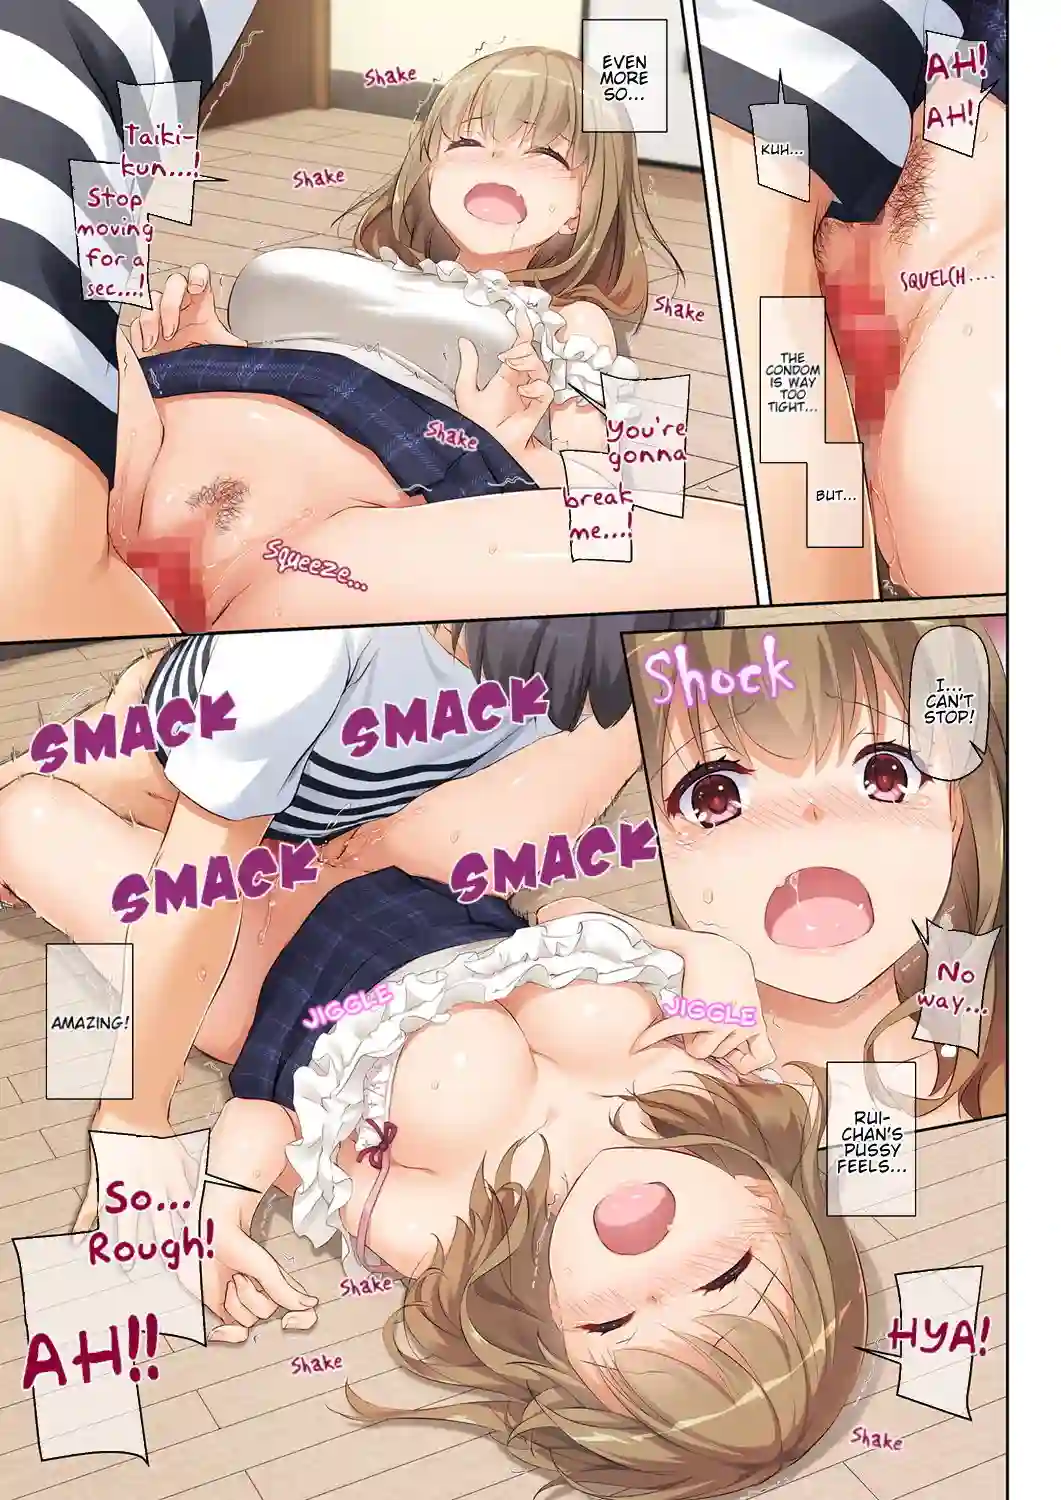 AH!
AH!
KUH...
SQUELCH....
THE
CONDOM
IS WAY
TOO
TIGHT...
BUT...
EVEN
MORE
SO...
Shake
Shake
Shake
Shake
Taiki-
kun...!
Stop
moving
for a
sec...!
You're
gonna
break
me...!
Squeeze...
I...
CAN'T
STOP!
Shock
No
way...
SMACK
SMACK
SMACK
SMACK
JIGGLE
JIGGLE
RUI-
CHAN'S
PUSSY
FEELS...
AMAZING!
HYA!
So...
Rough!
AH!!
Shake
Shake
Shake